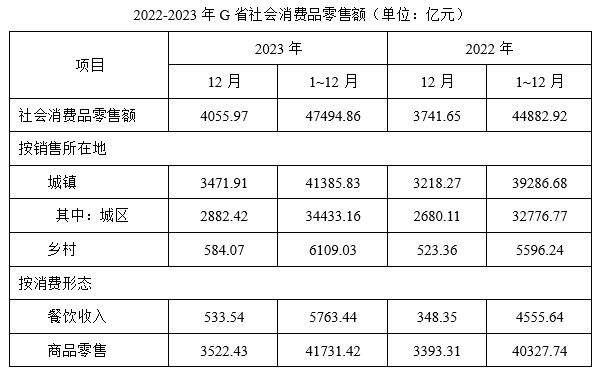 2022-2023 年 G 省社会消费品零售额（单位：亿元）
项目 2023 年 2022 年
12 月 1~12 月 12 月 1~12 月
社会消费品零售额 4055.97 47494.86 3741.65 44882.92
按销售所在地
城镇 3471.91 41385.83 3218.27 39286.68
其中：城区 2882.42 34433.16 2680.11 32776.77
乡村 584.07 6109.03 523.36 5596.24
按消费形态
餐饮收入 533.54 5763.44 348.35 4555.64
商品零售 3522.43 41731.42 3393.31 40327.74